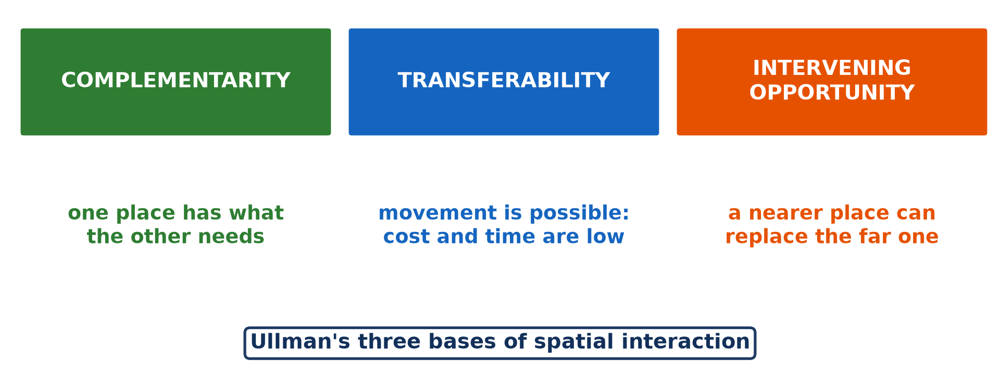 COMPLEMENTARITY
TRANSFERABILITY
INTERVENING
OPPORTUNITY
one place has what
the other needs
movement is possible:
cost and time are low
a nearer place can
replace the far one
Ullman's three bases of spatial interaction